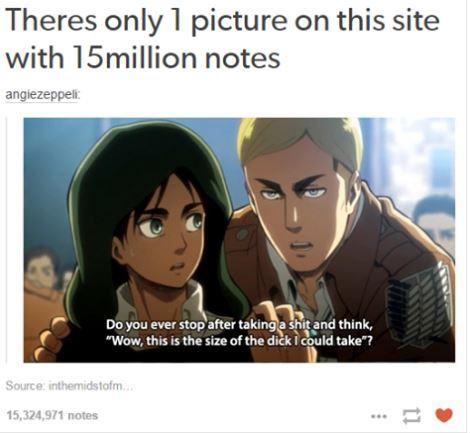 Theres only 1 picture on this site
with 15million notes
angiezeppeli:
Do you ever stop after taking a shit and think,
"Wow, this is the size of the dick I could take"?
Source: inthemidstofm...
15,324,971 notes